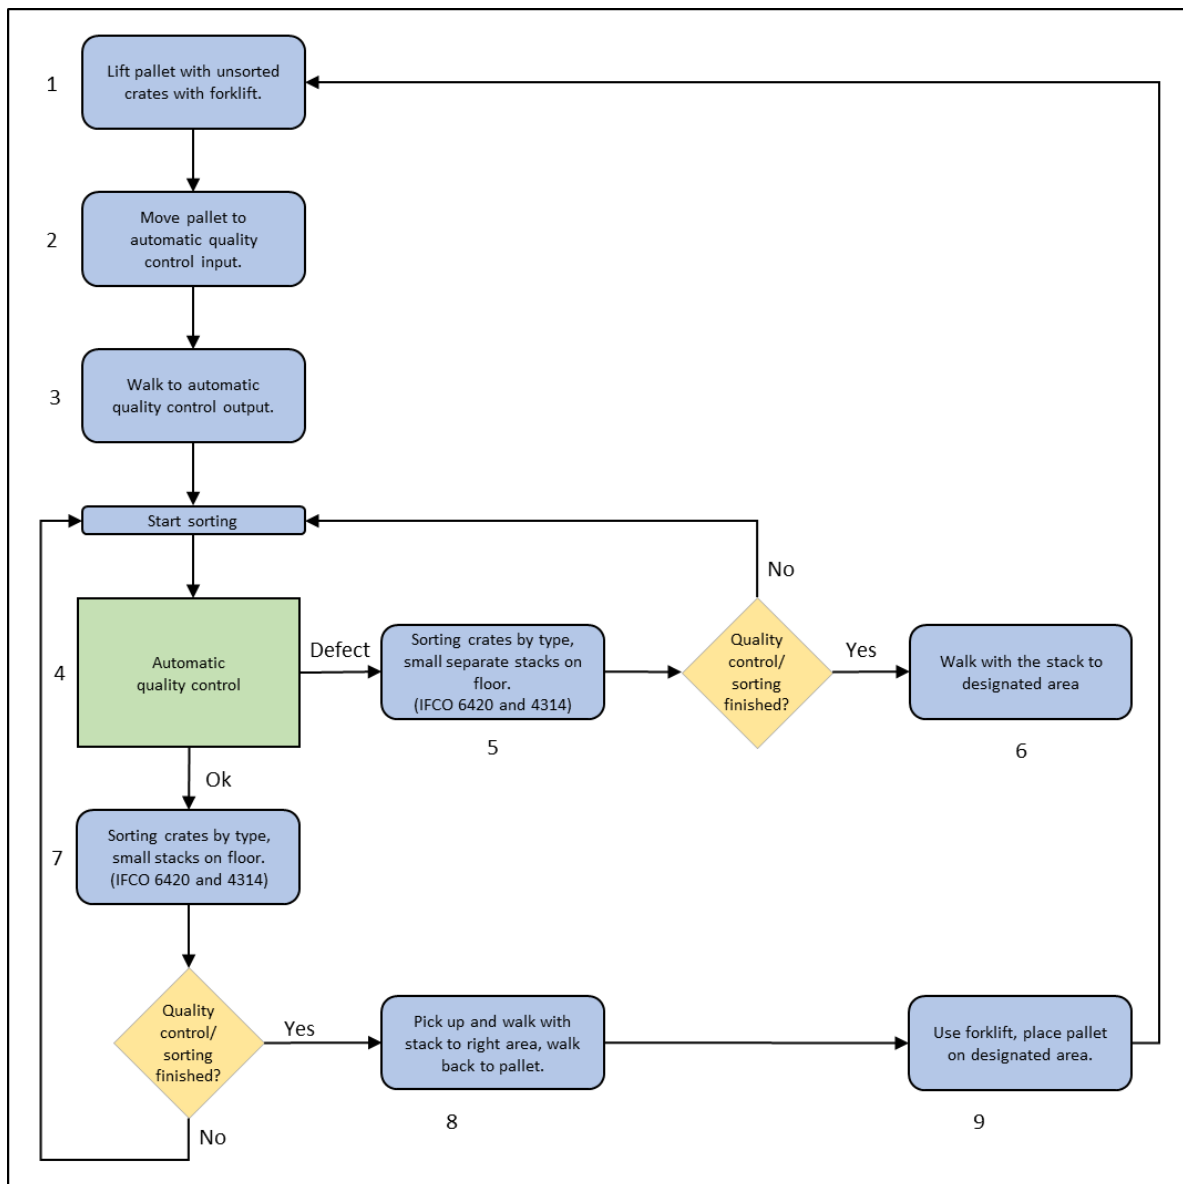 1
Lift pallet with unsorted
crates with forklift.
2
Move pallet to
automatic quality
control input.
3
Walk to automatic
quality control output.
Start sorting
No
4
Automatic
quality control
Defect
Sorting crates by type,
small separate stacks on
floor.
(IFCO 6420 and 4314)
5
Quality
control/
sorting
finished?
Yes
Walk with the stack to
designated area
6
Ok
7
Sorting crates by type,
small stacks on floor.
(IFCO 6420 and 4314)
Quality
control/
sorting
finished?
Yes
Pick up and walk with
stack to right area, walk
back to pallet.
8
Use forklift, place pallet
on designated area.
9
No